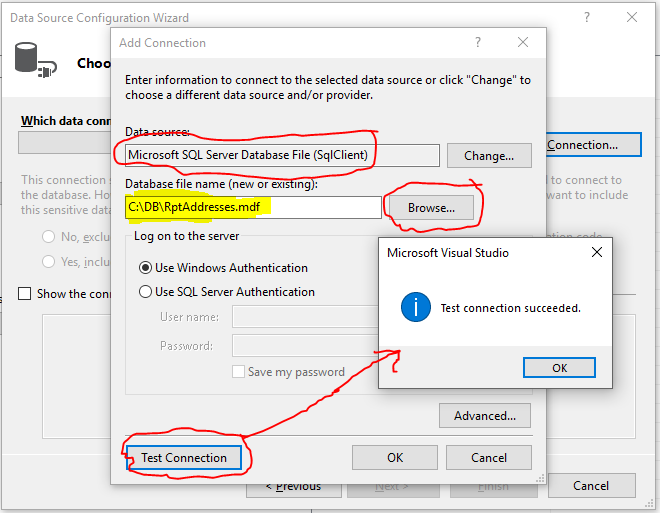 Data Source Configuration Wizard
Add Connection
Choo
Enter information to connect to the selected data source or click "Change" to
choose a different data source and/or provider.
Which data conn
Data source:
Microsoft SQL Server Database File (SqlClient)
Change...
Connection...
Database file name (new or existing):
C:\DB\RptAddresses.mdf
Browse...
This connection s
d to connect to
the database. Ho
want to include
this sensitive data
Log on to the server
No, exclu
Use Windows Authentication
Yes, inclu
Use SQL Server Authentication
Show the conn
User name:
Password:
Save my password
Microsoft Visual Studio
Test connection succeeded.
OK
Advanced...
Test Connection
OK
Cancel
< Previous
Next >
Finish
Cancel